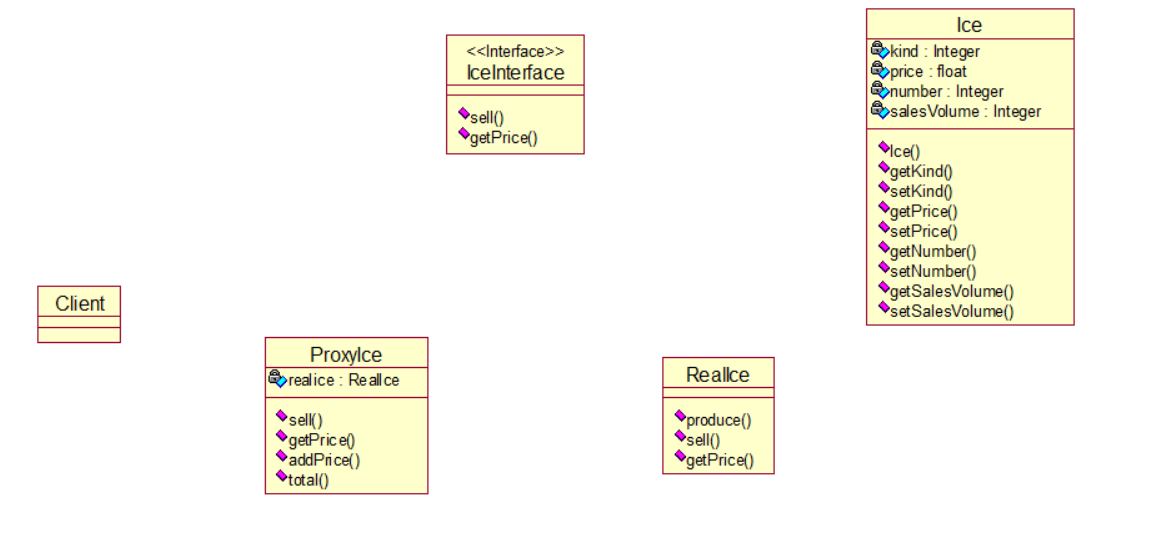 <<Interface>>
IceInterface
sell()
getPrice()
Ice
kind : Integer
price : float
number : Integer
salesVolume : Integer
Ice()
getKind()
setKind()
getPrice()
setPrice()
getNumber()
setNumber()
getSalesVolume()
setSalesVolume()
Client
ProxyIce
realice : RealIce
sell()
getPrice()
addPrice()
total()
RealIce
produce()
sell()
getPrice()